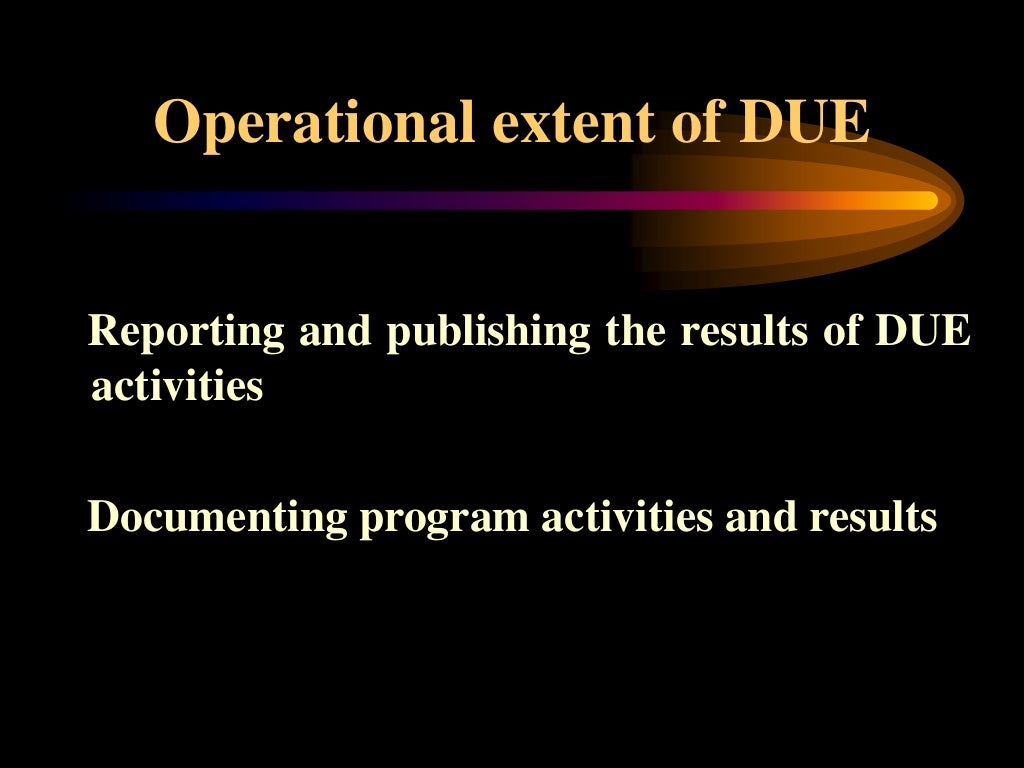 Operational extent of DUE
Reporting and publishing the results of DUE
activities
Documenting program activities and results